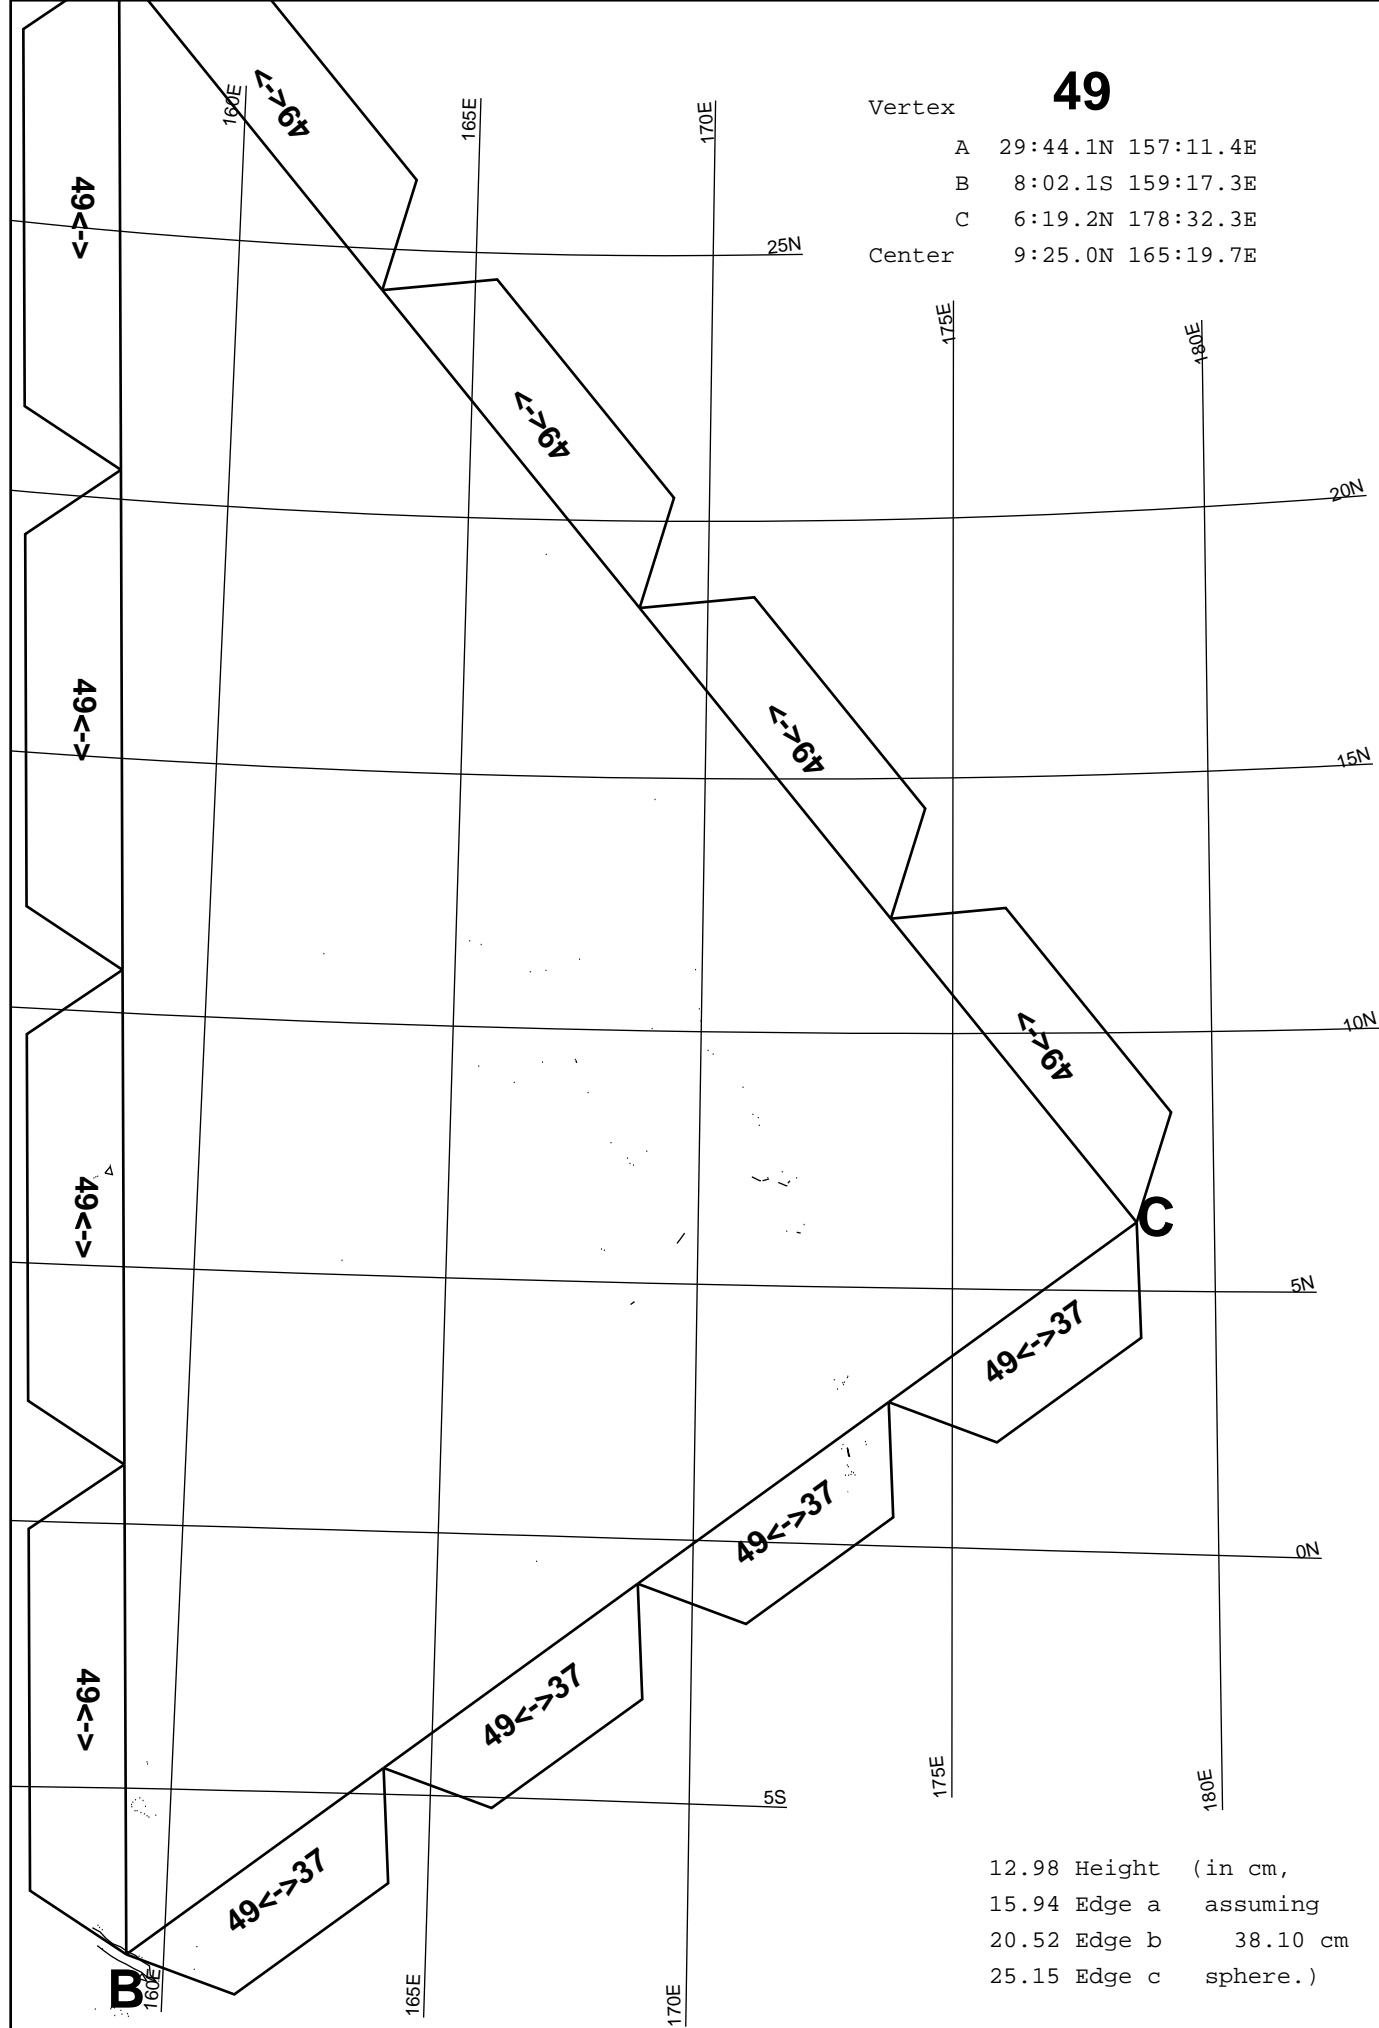 49
Vertex
A 29:44.1N 157:11.4E
B 8:02.1S 159:17.3E
C 6:19.2N 178:32.3E
Center 9:25.0N 165:19.7E
160E
165E
170E
49<->
49<->
25N
175E
180E
49<->
20N
49<->
49<->
15N
49<->
10N
49<->
49<->
C
5N
49<->37
49<->37
0N
49<->37
49<->
175E
180E
5S
49<->37
B
160E
165E
170E
12.98 Height (in cm,
15.94 Edge a assuming
20.52 Edge b 38.10 cm
25.15 Edge c sphere.)